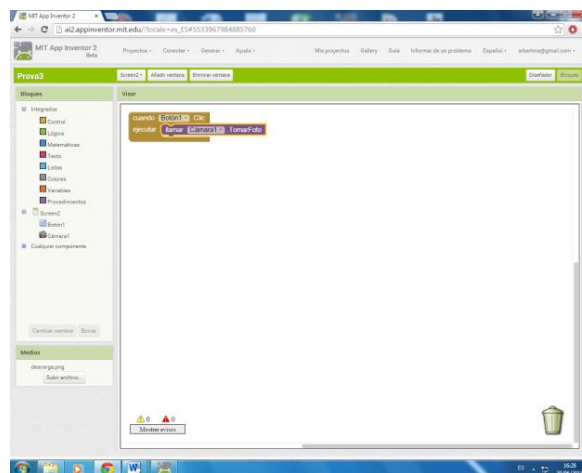 MIT App Inventor 2
ai2.appinventor.mit.edu/?locale=es_ES#5533967984885760
MIT App Inventor 2
Beta
Proyectos Conectar Generar Ayuda Mis proyectos Gallery Guía Informar de un problema Español
Prova3
Screen2 Añadir ventana Eliminar ventana
Diseñador Bloques
Bloques
Visor
Integrados
Control
Lógica
Matemáticas
Texto
Listas
Colores
Variables
Procedimientos
Screen2
Botón1
Cámara1
Cualquier componente
cuando Botón1 Clic
ejecutar llamar Cámara1 TomarFoto
Cambiar nombre Borrar
Medios
descarga.png
Subir archivo...
0 0
Mostrar avisos
ES
16:29